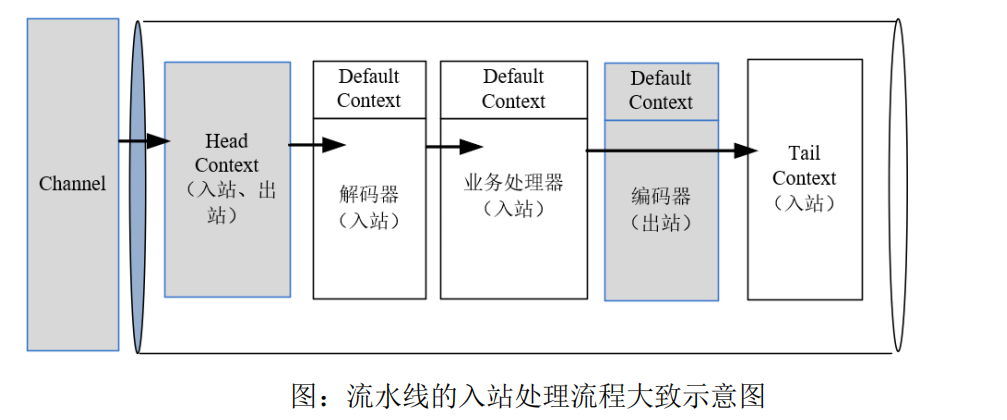 Channel
Head
Context
（入站、出
站）
Default
Context
解码器
（入站）
Default
Context
业务处理器
（入站）
Default
Context
编码器
（出站）
Tail
Context
（入站）
图：流水线的入站处理流程大致示意图